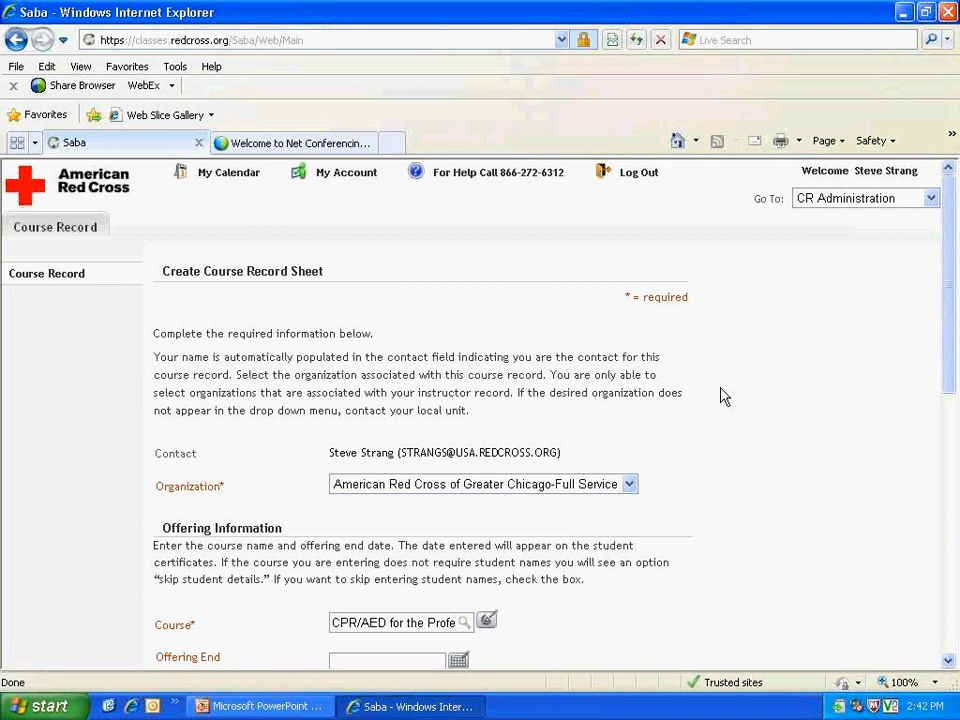 Saba - Windows Internet Explorer
https://classes.redcross.org/Saba/Web/Main
Live Search
File Edit View Favorites Tools Help
x Share Browser WebEx
Favorites Web Slice Gallery
Saba x Welcome to Net Conferencin... Page Safety »
American Red Cross
My Calendar My Account For Help Call 866-272-6312 Log Out
Welcome Steve Strang
Go To: CR Administration
Course Record
Course Record
Create Course Record Sheet
* = required
Complete the required information below.
Your name is automatically populated in the contact field indicating you are the contact for this
course record. Select the organization associated with this course record. You are only able to
select organizations that are associated with your instructor record. If the desired organization does
not appear in the drop down menu, contact your local unit.
Contact Steve Strang (STRANGS@USA.REDCROSS.ORG)
Organization* American Red Cross of Greater Chicago-Full Service
Offering Information
Enter the course name and offering end date. The date entered will appear on the student
certificates. If the course you are entering does not require student names you will see an option
“skip student details.” If you want to skip entering student names, check the box.
Course* CPR/AED for the Profe
Offering End
Done Trusted sites 100%
start » Microsoft PowerPoint ... Saba - Windows Inter... 2:42 PM